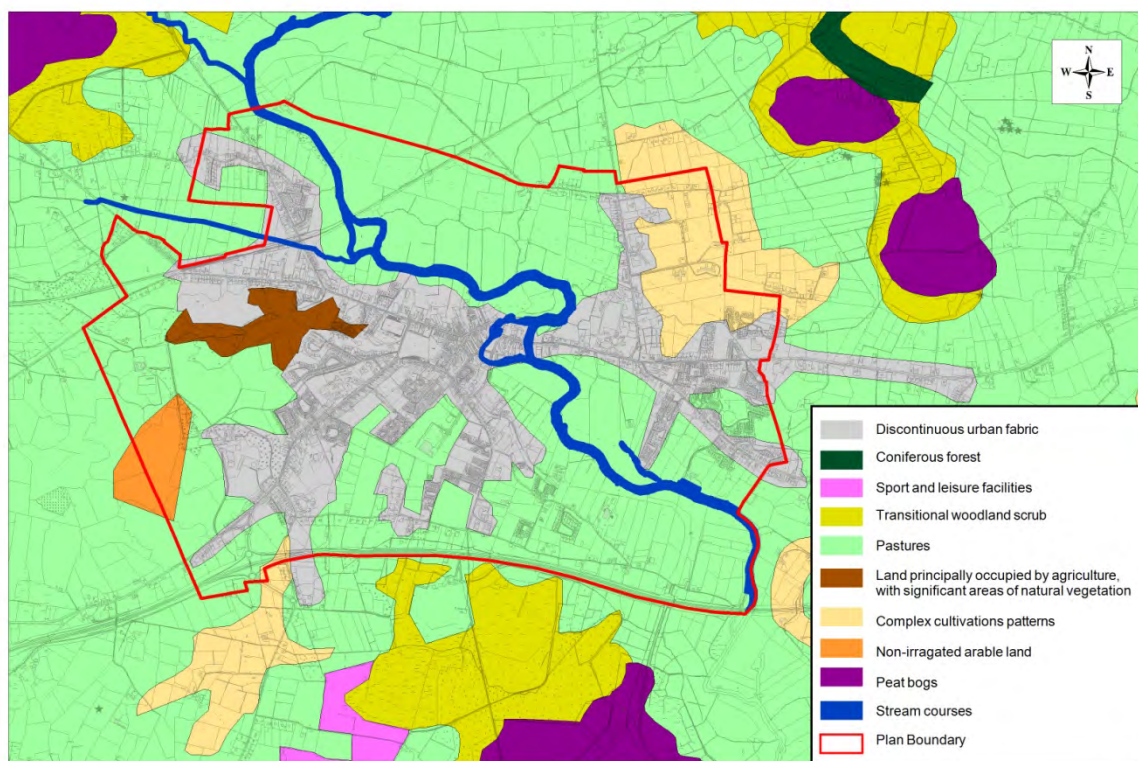 N
W E
S
Discontinuous urban fabric
Coniferous forest
Sport and leisure facilities
Transitional woodland scrub
Pastures
Land principally occupied by agriculture,
with significant areas of natural vegetation
Complex cultivations patterns
Non-irragated arable land
Peat bogs
Stream courses
Plan Boundary